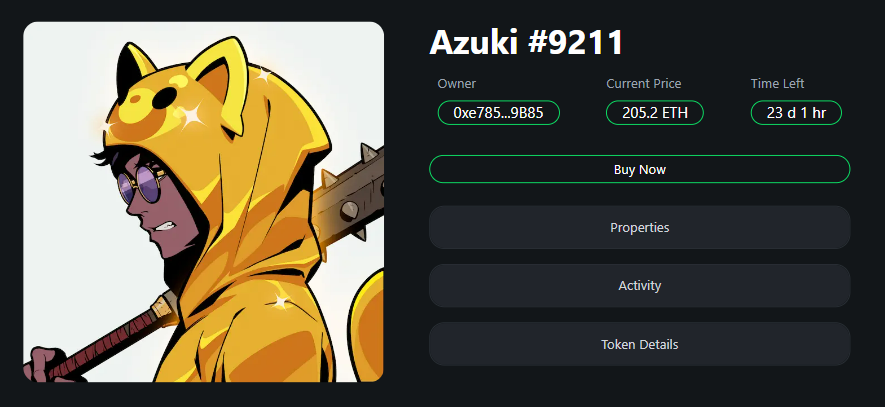 Azuki #9211
Owner Current Price Time Left
0xe785...9B85 205.2 ETH 23 d 1 hr
Buy Now
Properties
Activity
Token Details